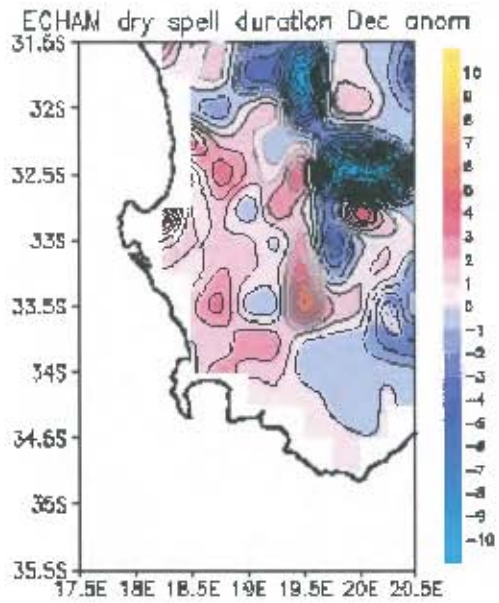 ECHAM dry spell duration Dec anom
31.5S
32S
32.5S
33S
33.5S
34S
34.5S
35S
35.5S
17.5E 18E 18.5E 19E 19.5E 20E 20.5E
10
9
8
7
6
5
4
3
2
1
0
-1
-2
-3
-4
-5
-6
-7
-8
-9
-10